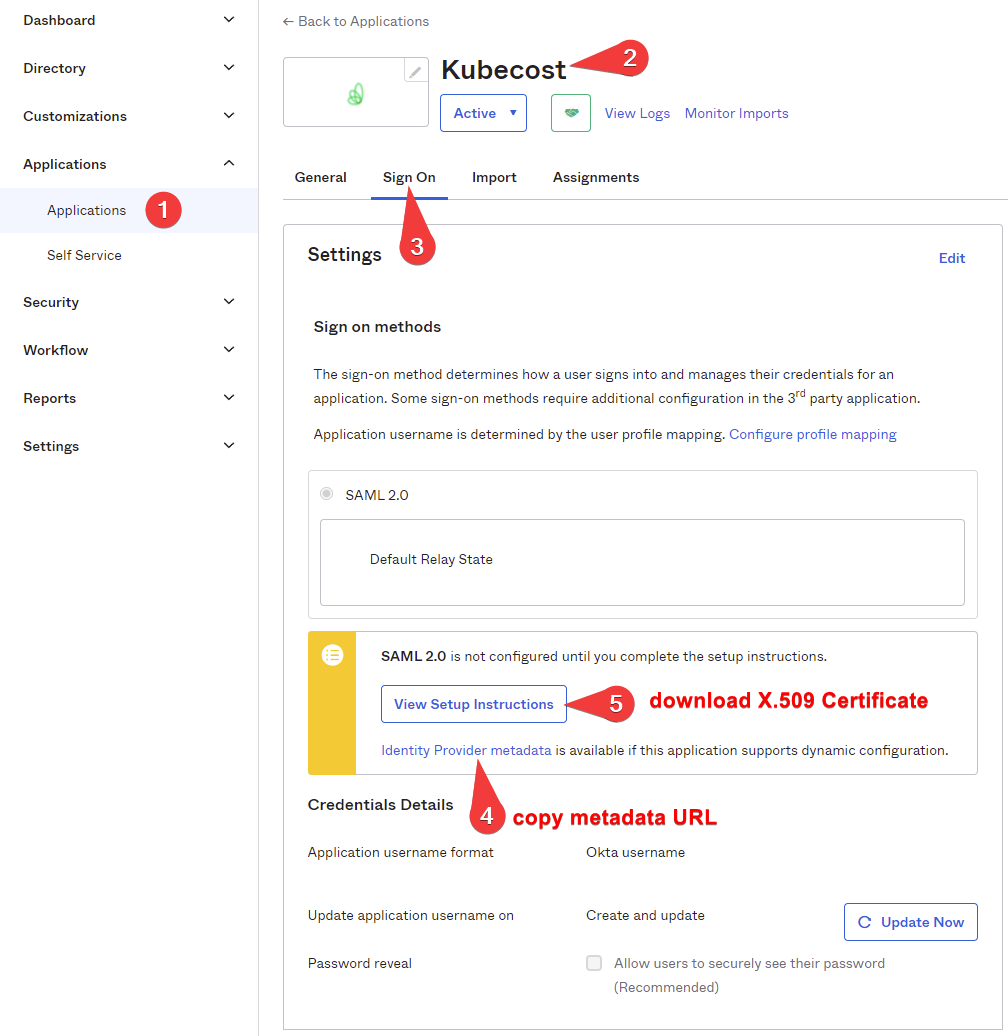 Dashboard
Directory
Customizations
Applications
Applications
1
Self Service
Security
Workflow
Reports
Settings
← Back to Applications
Kubecost
2
Active
View Logs
Monitor Imports
General
Sign On
Import
Assignments
3
Settings
Edit
Sign on methods
The sign-on method determines how a user signs into and manages their credentials for an
application. Some sign-on methods require additional configuration in the 3rd party application.
Application username is determined by the user profile mapping. Configure profile mapping
SAML 2.0
Default Relay State
SAML 2.0 is not configured until you complete the setup instructions.
View Setup Instructions
5
download X.509 Certificate
Identity Provider metadata is available if this application supports dynamic configuration.
Credentials Details
4
copy metadata URL
Application username format
Okta username
Update application username on
Create and update
Update Now
Password reveal
Allow users to securely see their password
(Recommended)